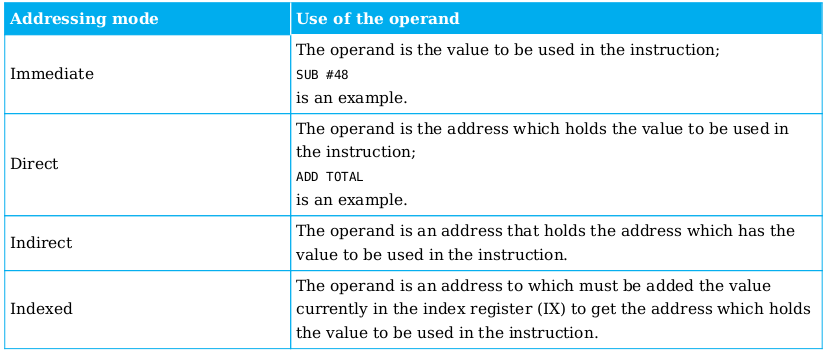 Addressing mode
Use of the operand
Immediate
The operand is the value to be used in the instruction;
SUB #48
is an example.
Direct
The operand is the address which holds the value to be used in
the instruction;
ADD TOTAL
is an example.
Indirect
The operand is an address that holds the address which has the
value to be used in the instruction.
Indexed
The operand is an address to which must be added the value
currently in the index register (IX) to get the address which holds
the value to be used in the instruction.